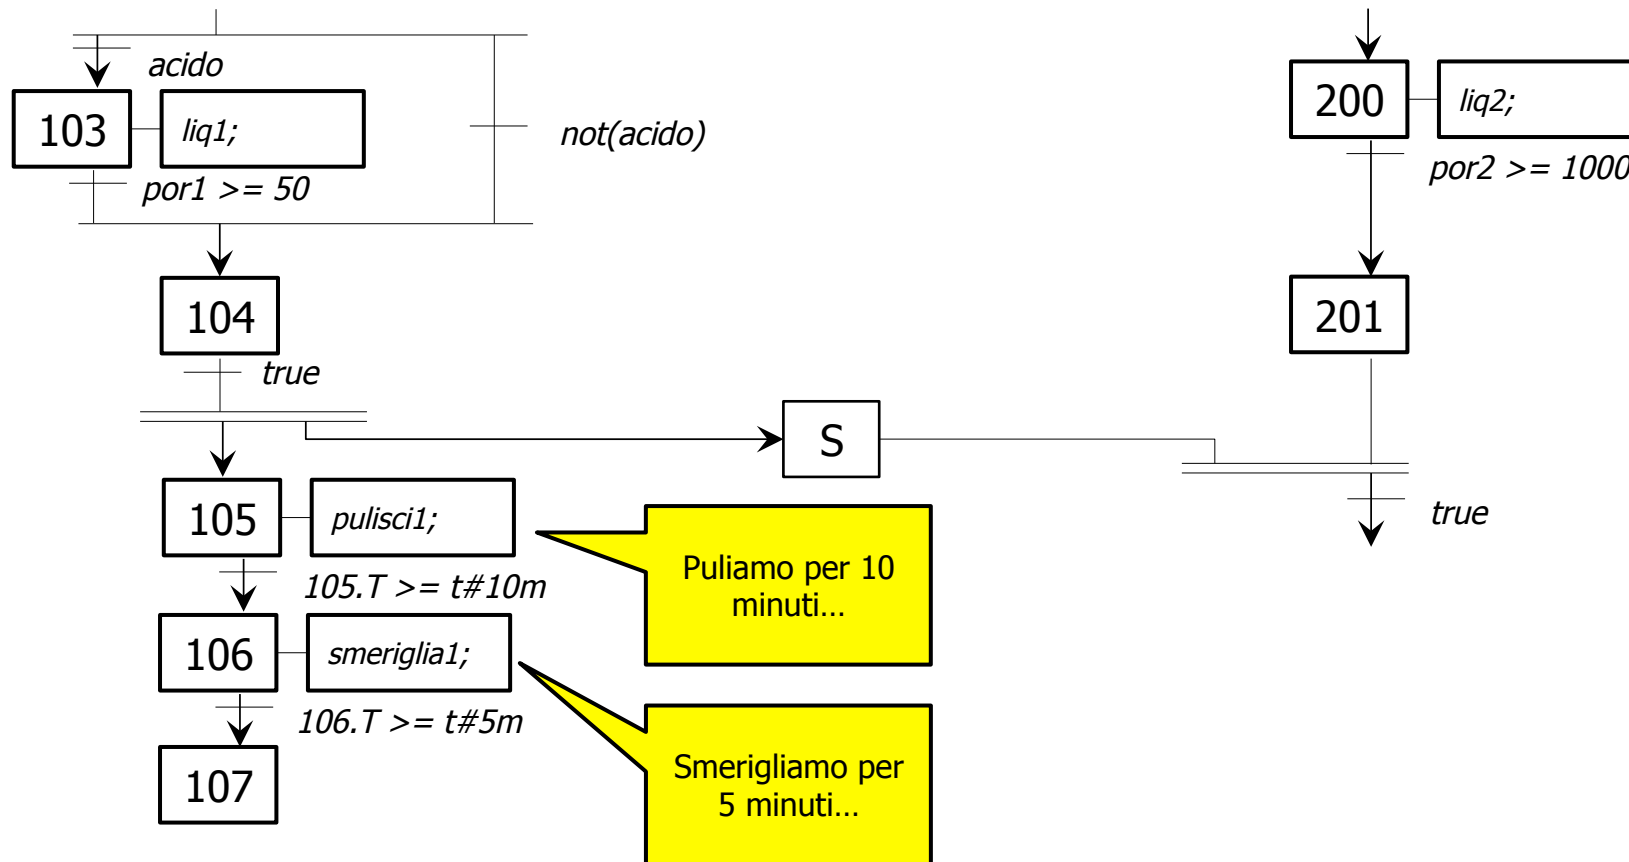 acido
103
liq1;
not(acido)
por1 >= 50
200
liq2;
por2 >= 1000
104
true
201
S
105
pulisci1;
105.T >= t#10m
Puliamo per 10
minuti...
true
106
smeriglia1;
106.T >= t#5m
Smerigliamo per
5 minuti...
107